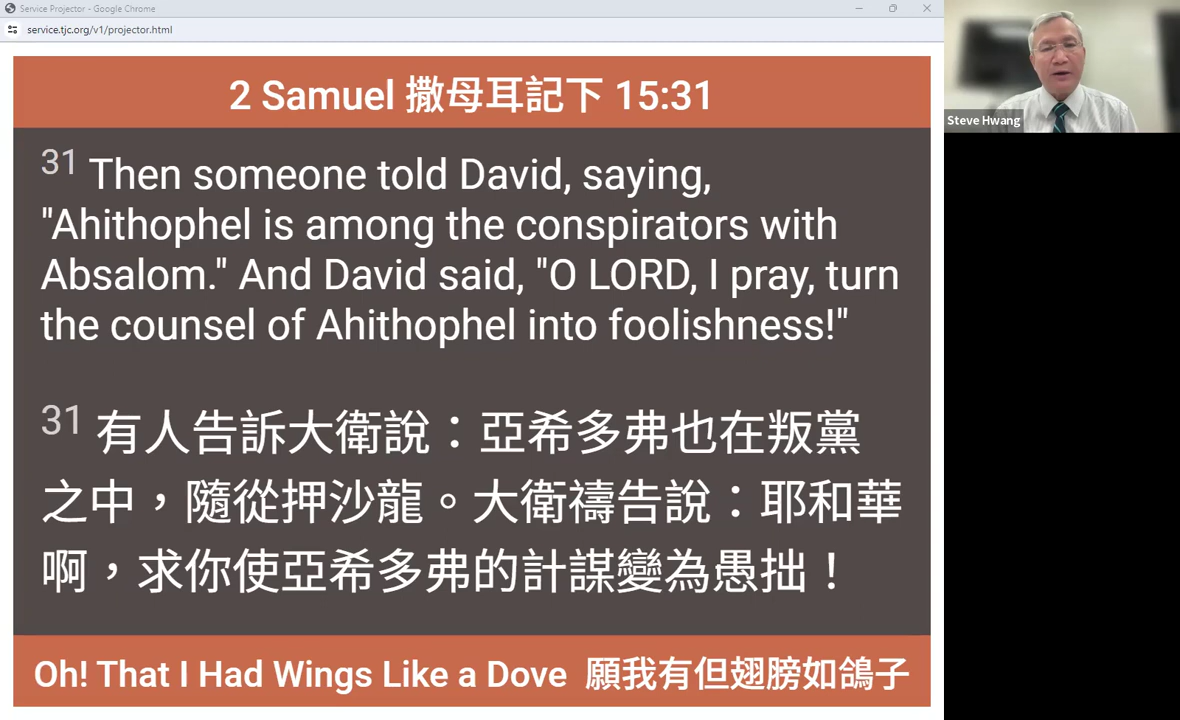 Service Projector - Google Chrome
service.tjc.org/v1/projector.html
2 Samuel 撒母耳記下 15:31
31 Then someone told David, saying,
"Ahithophel is among the conspirators with
Absalom." And David said, "O LORD, I pray, turn
the counsel of Ahithophel into foolishness!"
31 有人告訴大衛說：亞希多弗也在叛黨
之中，隨從押沙龍。大衛禱告說：耶和華
啊，求你使亞希多弗的計謀變為愚拙！
Oh! That I Had Wings Like a Dove 願我有但翅膀如鴿子
Steve Hwang